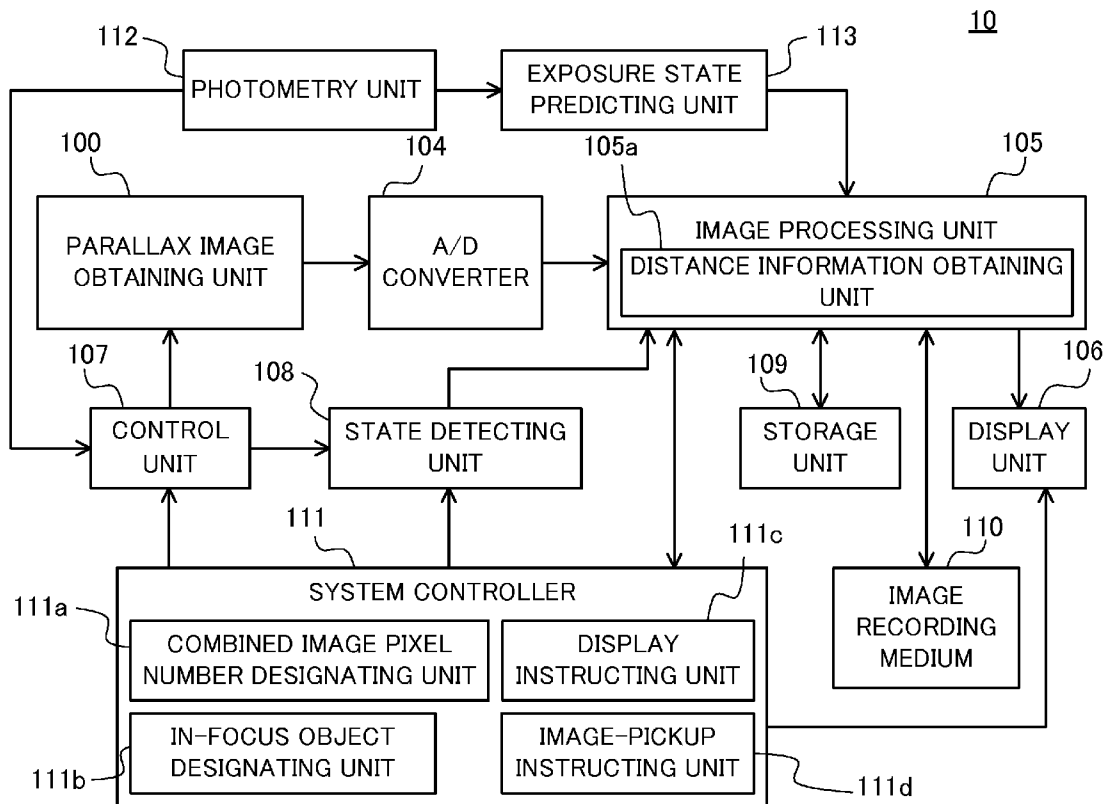 10
112
PHOTOMETRY UNIT
113
EXPOSURE STATE
PREDICTING UNIT
100
PARALLAX IMAGE
OBTAINING UNIT
104
A/D
CONVERTER
105a
105
IMAGE PROCESSING UNIT
DISTANCE INFORMATION OBTAINING
UNIT
107
CONTROL
UNIT
108
STATE DETECTING
UNIT
109
STORAGE
UNIT
106
DISPLAY
UNIT
111
SYSTEM CONTROLLER
111a
COMBINED IMAGE PIXEL
NUMBER DESIGNATING UNIT
111c
DISPLAY
INSTRUCTING UNIT
111b
IN-FOCUS OBJECT
DESIGNATING UNIT
IMAGE-PICKUP
INSTRUCTING UNIT
111d
110
IMAGE
RECORDING
MEDIUM